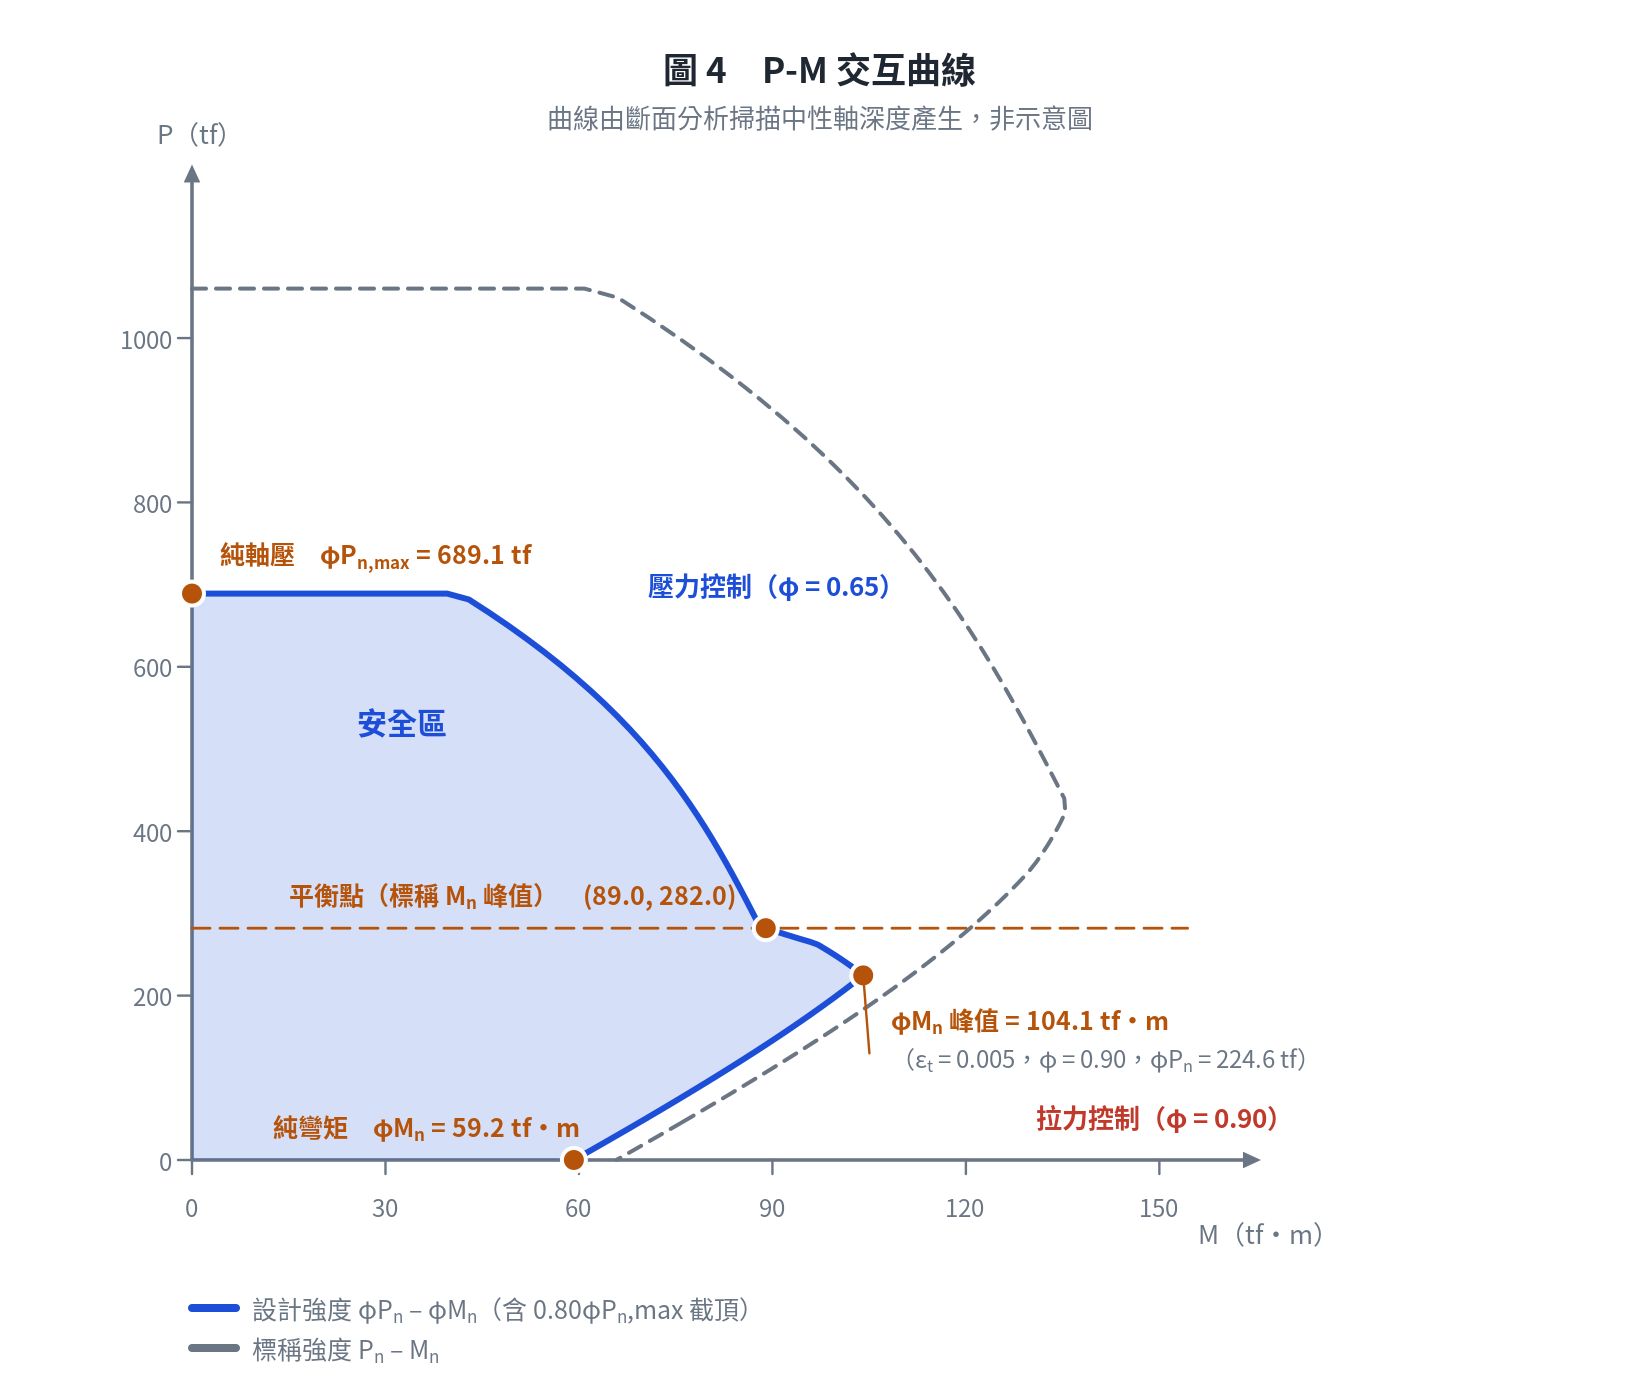 圖 4　P-M 交互曲線
曲線由斷面分析掃描中性軸深度產生，非示意圖
P（tf）
1000
800
純軸壓　ϕPn,max = 689.1 tf
壓力控制（ϕ = 0.65）
600
安全區
400
平衡點（標稱 Mn 峰值）　(89.0, 282.0)
200
ϕMn 峰值 = 104.1 tf・m
（εt = 0.005，ϕ = 0.90，ϕPn = 224.6 tf）
拉力控制（ϕ = 0.90）
純彎矩　ϕMn = 59.2 tf・m
0
0 30 60 90 120 150
M（tf・m）
設計強度 ϕPn – ϕMn（含 0.80ϕPn,max 截頂）
標稱強度 Pn – Mn